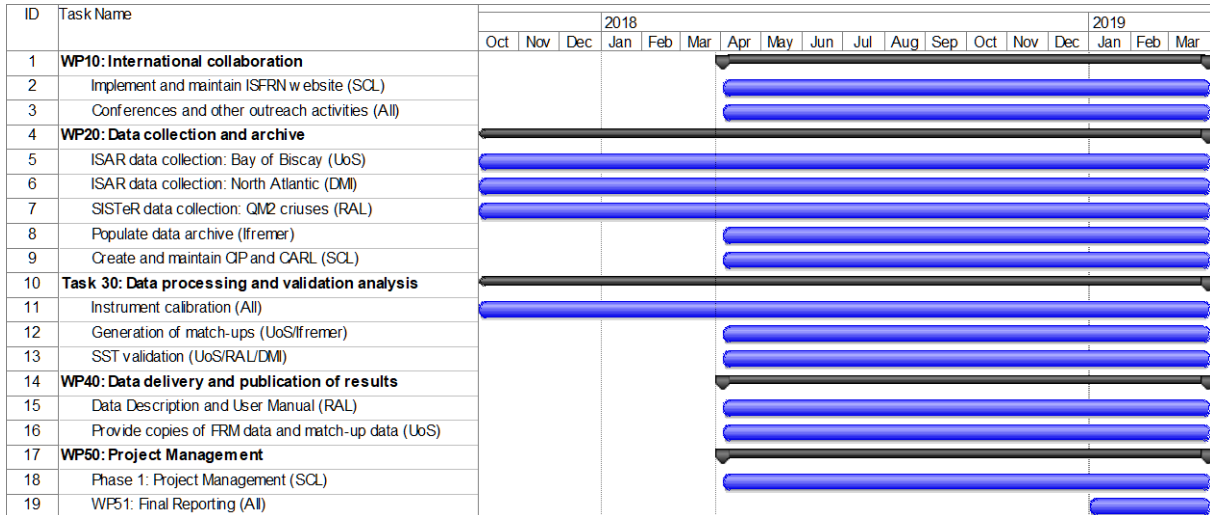 ID Task Name
2018 2019
Oct Nov Dec Jan Feb Mar Apr May Jun Jul Aug Sep Oct Nov Dec Jan Feb Mar
1 WP10: International collaboration
2 Implement and maintain ISFRN website (SCL)
3 Conferences and other outreach activities (All)
4 WP20: Data collection and archive
5 ISAR data collection: Bay of Biscay (UoS)
6 ISAR data collection: North Atlantic (DMI)
7 SISTeR data collection: QM2 criuses (RAL)
8 Populate data archive (Ifremer)
9 Create and maintain CIP and CARL (SCL)
10 Task 30: Data processing and validation analysis
11 Instrument calibration (All)
12 Generation of match-ups (UoS/Ifremer)
13 SST validation (UoS/RAL/DMI)
14 WP40: Data delivery and publication of results
15 Data Description and User Manual (RAL)
16 Provide copies of FRM data and match-up data (UoS)
17 WP50: Project Management
18 Phase 1: Project Management (SCL)
19 WP51: Final Reporting (All)